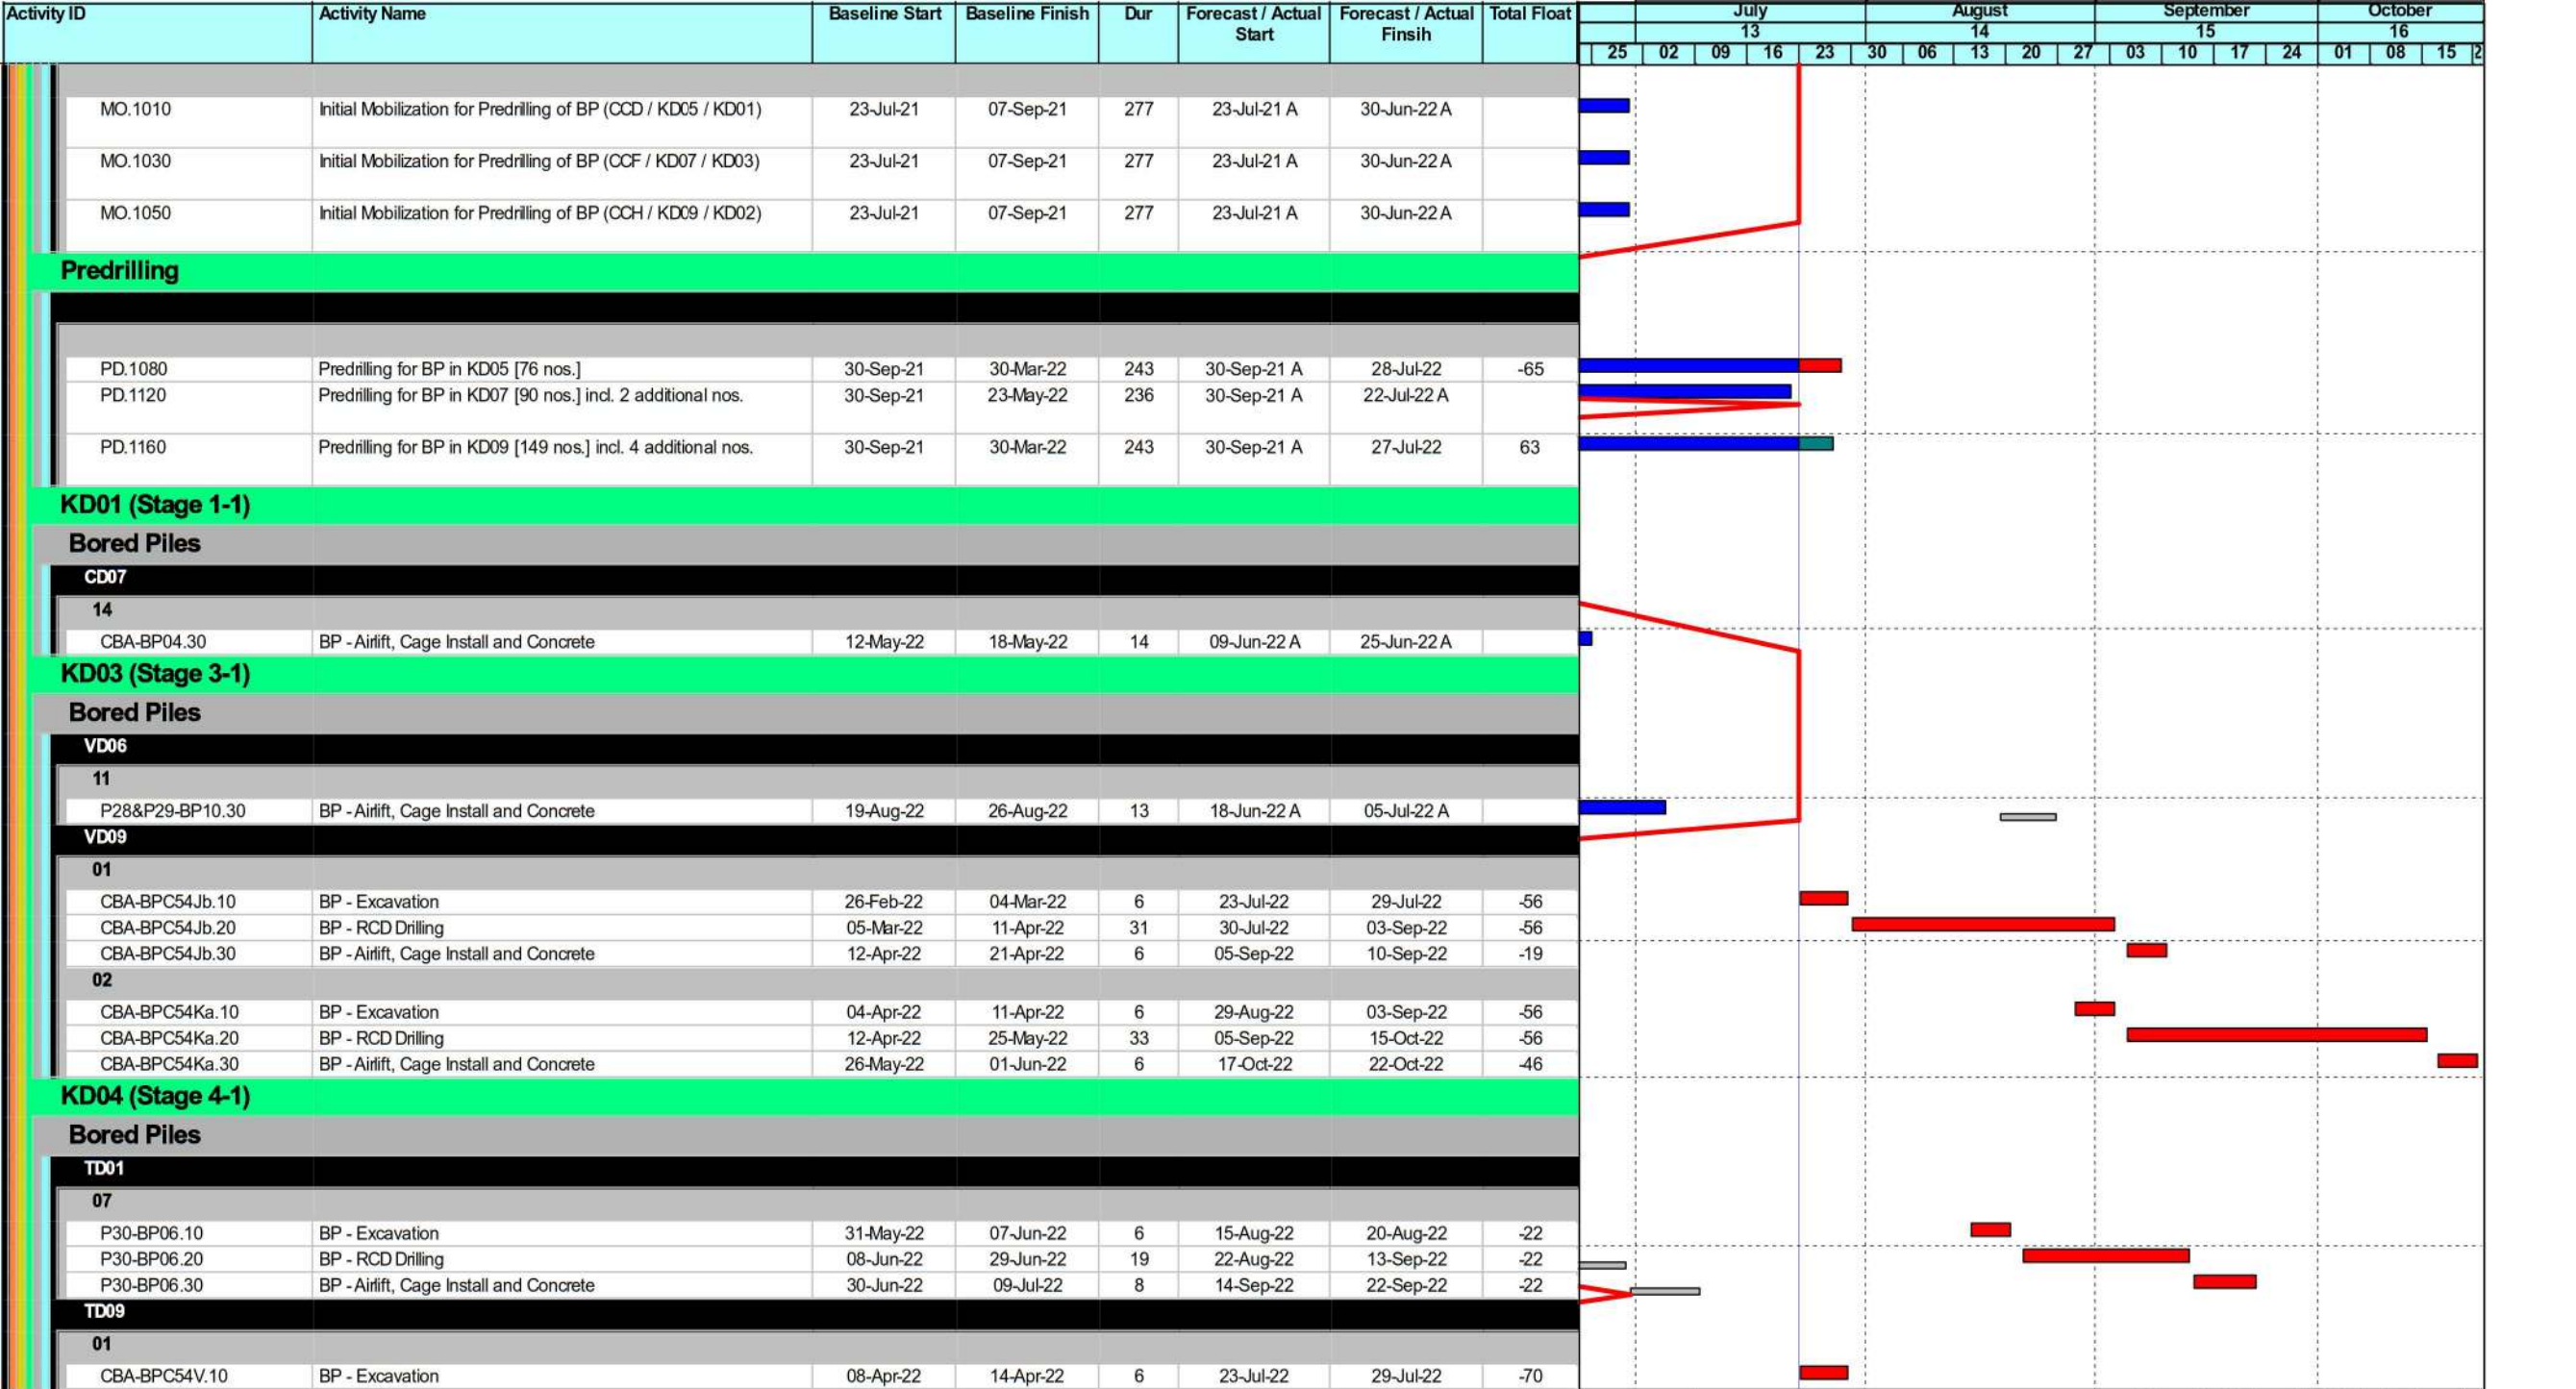 Activity ID Activity Name Baseline Start Baseline Finish Dur Forecast / Actual Start Forecast / Actual Finsih Total Float July August September October
13 14 15 16
25 02 09 16 23 30 06 13 20 27 03 10 17 24 01 08 15 2
MO.1010 Initial Mobilization for Predrilling of BP (CCD / KD05 / KD01) 23-Jul-21 07-Sep-21 277 23-Jul-21 A 30-Jun-22 A
MO.1030 Initial Mobilization for Predrilling of BP (CCF / KD07 / KD03) 23-Jul-21 07-Sep-21 277 23-Jul-21 A 30-Jun-22 A
MO.1050 Initial Mobilization for Predrilling of BP (CCH / KD09 / KD02) 23-Jul-21 07-Sep-21 277 23-Jul-21 A 30-Jun-22 A
Predrilling
PD.1080 Predrilling for BP in KD05 [76 nos.] 30-Sep-21 30-Mar-22 243 30-Sep-21 A 28-Jul-22 -65
PD.1120 Predrilling for BP in KD07 [90 nos.] incl. 2 additional nos. 30-Sep-21 23-May-22 236 30-Sep-21 A 22-Jul-22 A
PD.1160 Predrilling for BP in KD09 [149 nos.] incl. 4 additional nos. 30-Sep-21 30-Mar-22 243 30-Sep-21 A 27-Jul-22 63
KD01 (Stage 1-1)
Bored Piles
CD07
14
CBA-BP04.30 BP - Airlift, Cage Install and Concrete 12-May-22 18-May-22 14 09-Jun-22 A 25-Jun-22 A
KD03 (Stage 3-1)
Bored Piles
VD06
11
P28&P29-BP10.30 BP - Airlift, Cage Install and Concrete 19-Aug-22 26-Aug-22 13 18-Jun-22 A 05-Jul-22 A
VD09
01
CBA-BPC54Jb.10 BP - Excavation 26-Feb-22 04-Mar-22 6 23-Jul-22 29-Jul-22 -56
CBA-BPC54Jb.20 BP - RCD Drilling 05-Mar-22 11-Apr-22 31 30-Jul-22 03-Sep-22 -56
CBA-BPC54Jb.30 BP - Airlift, Cage Install and Concrete 12-Apr-22 21-Apr-22 6 05-Sep-22 10-Sep-22 -19
02
CBA-BPC54Ka.10 BP - Excavation 04-Apr-22 11-Apr-22 6 29-Aug-22 03-Sep-22 -56
CBA-BPC54Ka.20 BP - RCD Drilling 12-Apr-22 25-May-22 33 05-Sep-22 15-Oct-22 -56
CBA-BPC54Ka.30 BP - Airlift, Cage Install and Concrete 26-May-22 01-Jun-22 6 17-Oct-22 22-Oct-22 -46
KD04 (Stage 4-1)
Bored Piles
TD01
07
P30-BP06.10 BP - Excavation 31-May-22 07-Jun-22 6 15-Aug-22 20-Aug-22 -22
P30-BP06.20 BP - RCD Drilling 08-Jun-22 29-Jun-22 19 22-Aug-22 13-Sep-22 -22
P30-BP06.30 BP - Airlift, Cage Install and Concrete 30-Jun-22 09-Jul-22 8 14-Sep-22 22-Sep-22 -22
TD09
01
CBA-BPC54V.10 BP - Excavation 08-Apr-22 14-Apr-22 6 23-Jul-22 29-Jul-22 -70